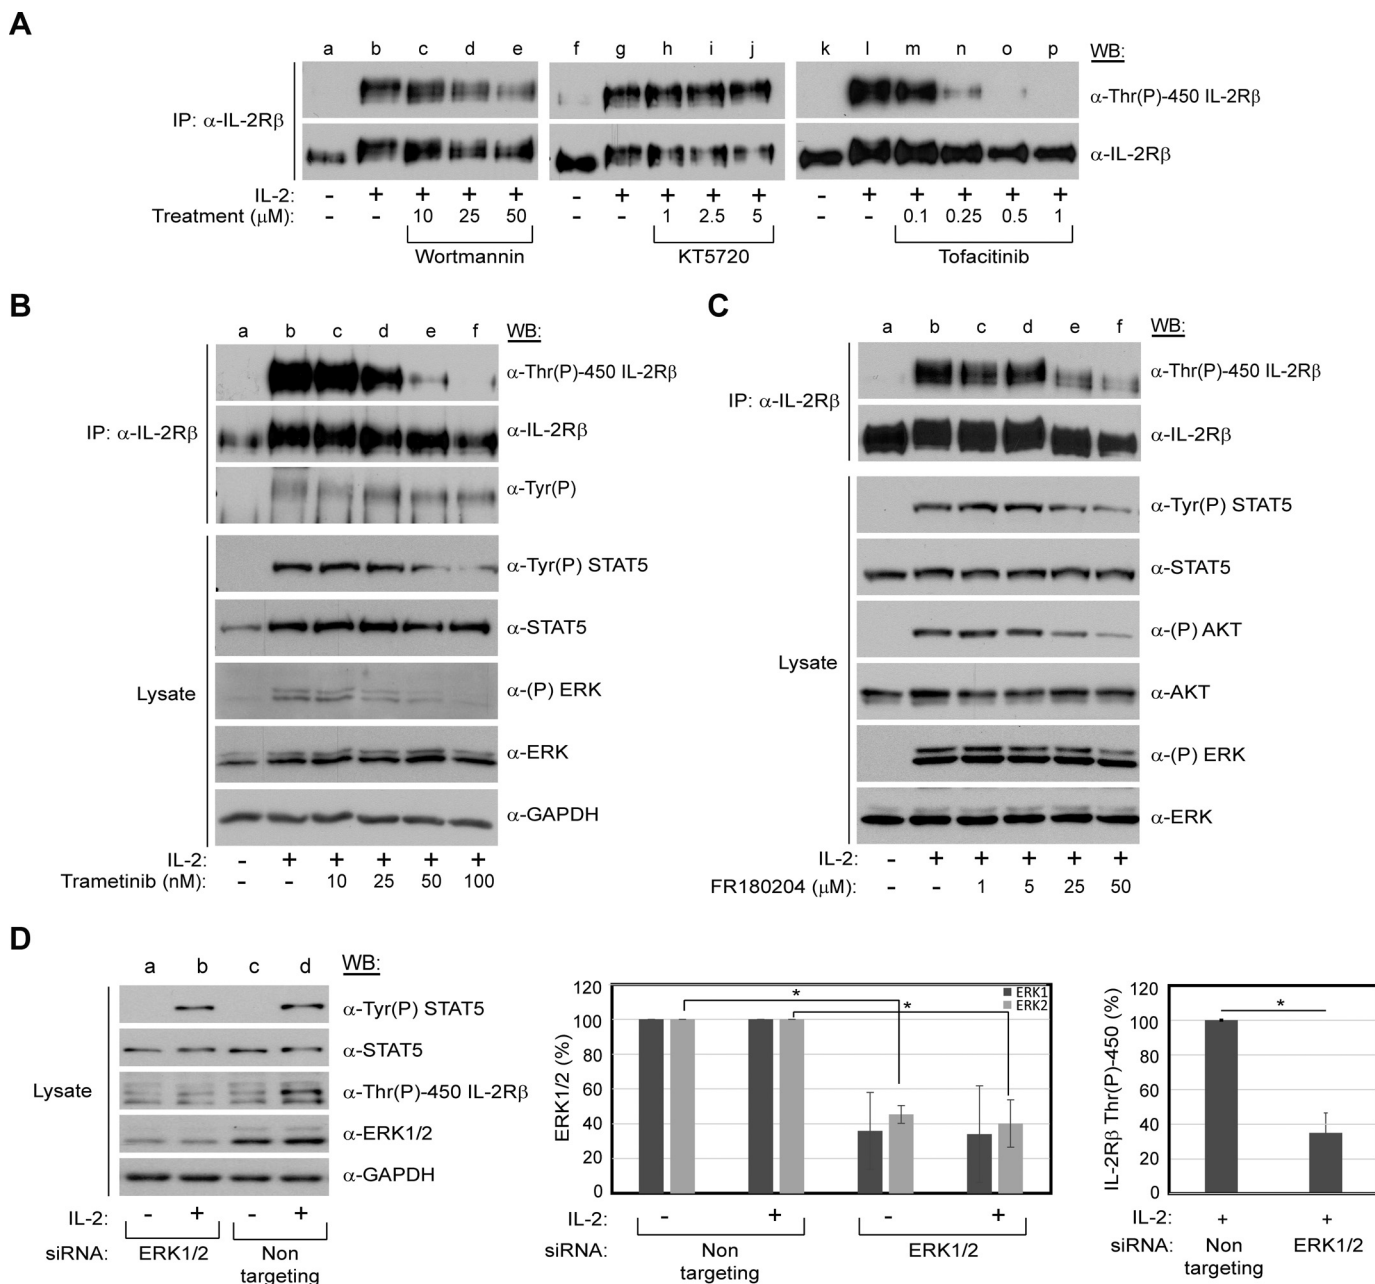 A
a b c d e f g h i j k l m n o p WB:
IP: α-IL-2Rβ
α-Thr(P)-450 IL-2Rβ
α-IL-2Rβ
IL-2: - + + + + - + + + + - + + + + +
Treatment (μM): - - 10 25 50 - - 1 2.5 5 - - 0.1 0.25 0.5 1
Wortmannin KT5720 Tofacitinib
B
a b c d e f WB:
α-Thr(P)-450 IL-2Rβ
IP: α-IL-2Rβ
α-IL-2Rβ
α-Tyr(P)
α-Tyr(P) STAT5
α-STAT5
Lysate
α-(P) ERK
α-ERK
α-GAPDH
IL-2: - + + + + +
Trametinib (nM): - - 10 25 50 100
C
a b c d e f WB:
α-Thr(P)-450 IL-2Rβ
IP: α-IL-2Rβ
α-IL-2Rβ
α-Tyr(P) STAT5
α-STAT5
α-(P) AKT
Lysate
α-AKT
α-(P) ERK
α-ERK
IL-2: - + + + + +
FR180204 (μM): - - 1 5 25 50
D
a b c d WB:
α-Tyr(P) STAT5
α-STAT5
Lysate
α-Thr(P)-450 IL-2Rβ
α-ERK1/2
α-GAPDH
IL-2: - + - +
siRNA: ERK1/2 Non
targeting
ERK1/2 (%)
120
100
80
60
40
20
0
* *
ERK1
ERK2
IL-2: - + - +
siRNA: Non ERK1/2
targeting
IL-2Rβ Thr(P)-450 (%)
120
100
80
60
40
20
0
*
IL-2: + +
siRNA: Non ERK1/2
targeting